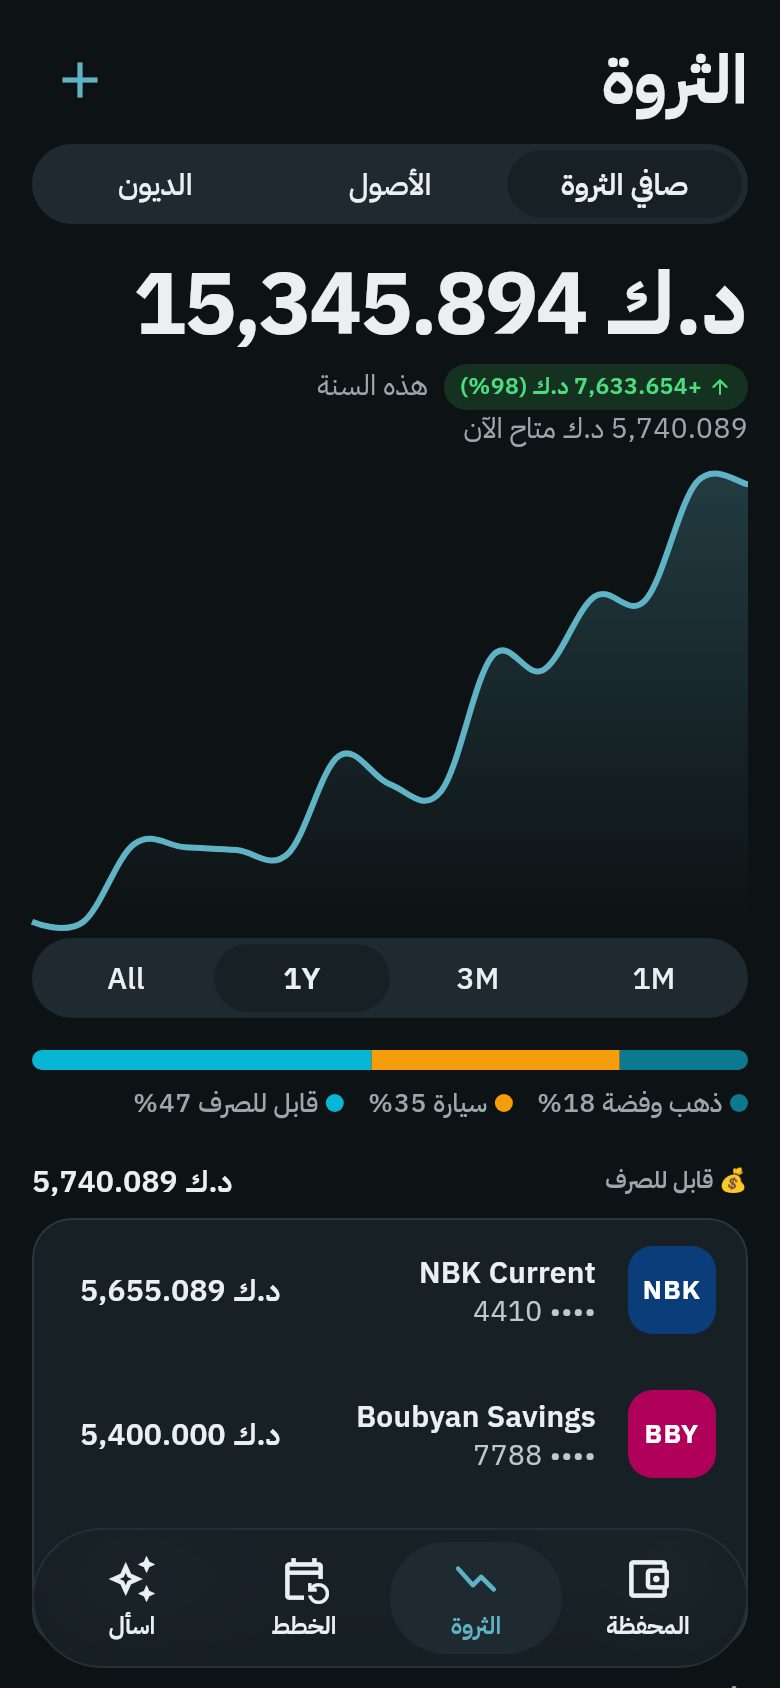 الثروة
صافي الثروة الأصول الديون
د.ك 15,345.894
↑ +7,633.654 د.ك (98%) هذه السنة
5,740.089 د.ك متاح الآن
1M 3M 1Y All
ذهب وفضة 18% سيارة 35% قابل للصرف 47%
💰 قابل للصرف د.ك 5,740.089
NBK
NBK Current
•••• 4410
د.ك 5,655.089
BBY
Boubyan Savings
•••• 7788
د.ك 5,400.000
المحفظة الثروة الخطط اسأل